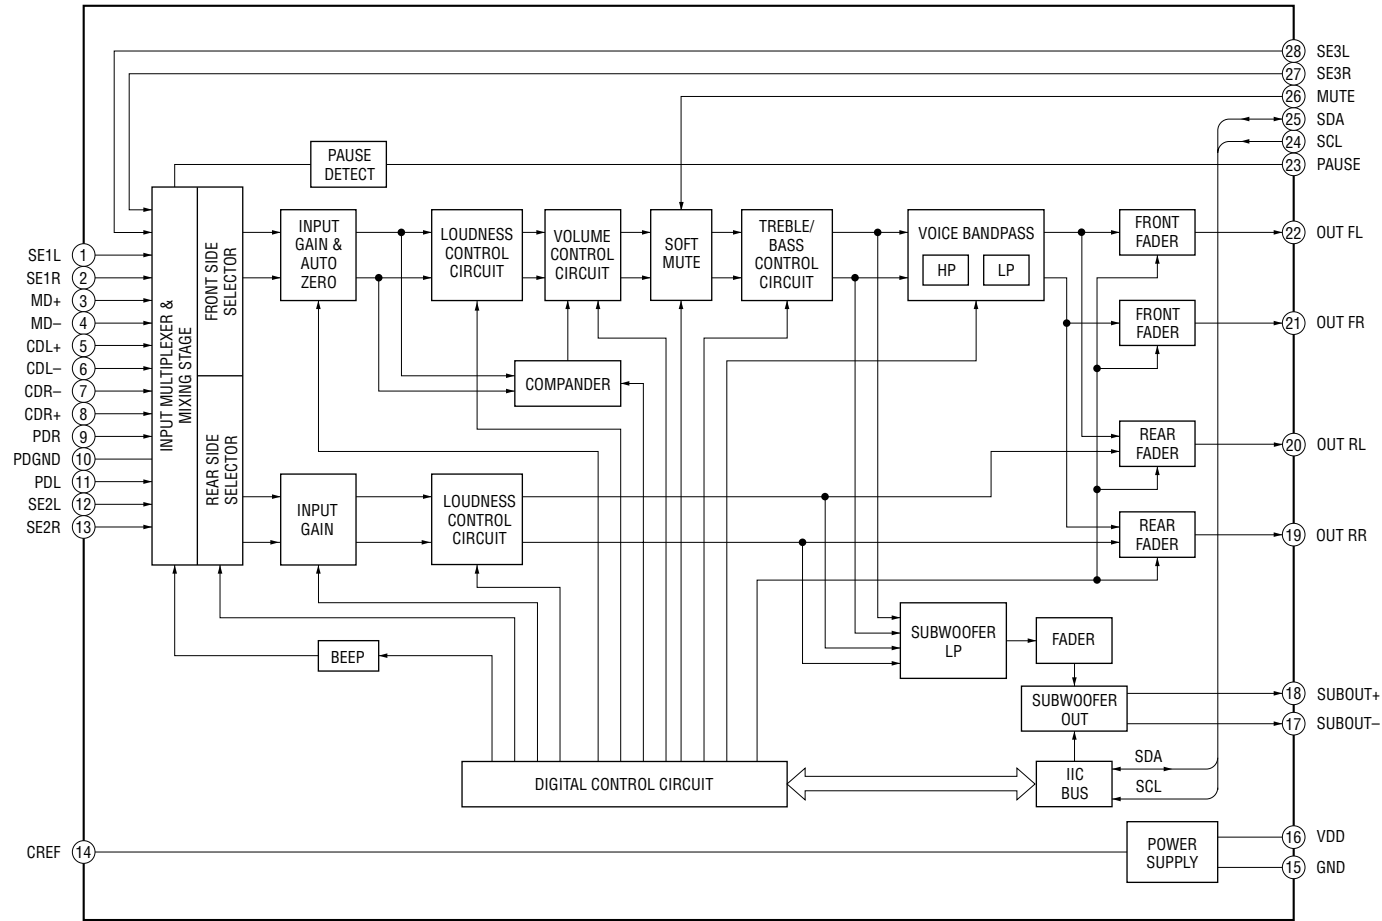 28 SE3L
27 SE3R
26 MUTE
25 SDA
24 SCL
23 PAUSE
PAUSE
DETECT
INPUT MULTIPLEXER &
MIXING STAGE
FRONT SIDE
SELECTOR
REAR SIDE
SELECTOR
INPUT
GAIN &
AUTO
ZERO
LOUDNESS
CONTROL
CIRCUIT
VOLUME
CONTROL
CIRCUIT
SOFT
MUTE
TREBLE/
BASS
CONTROL
CIRCUIT
VOICE BANDPASS
HP
LP
FRONT
FADER
22 OUT FL
FRONT
FADER
21 OUT FR
SE1L 1
SE1R 2
MD+ 3
MD– 4
CDL+ 5
CDL– 6
CDR– 7
CDR+ 8
PDR 9
PDGND 10
PDL 11
SE2L 12
SE2R 13
COMPANDER
REAR
FADER
20 OUT RL
INPUT
GAIN
LOUDNESS
CONTROL
CIRCUIT
REAR
FADER
19 OUT RR
BEEP
SUBWOOFER
LP
FADER
SUBWOOFER
OUT
18 SUBOUT+
17 SUBOUT–
DIGITAL CONTROL CIRCUIT
IIC
BUS
SDA
SCL
CREF 14
POWER
SUPPLY
16 VDD
15 GND